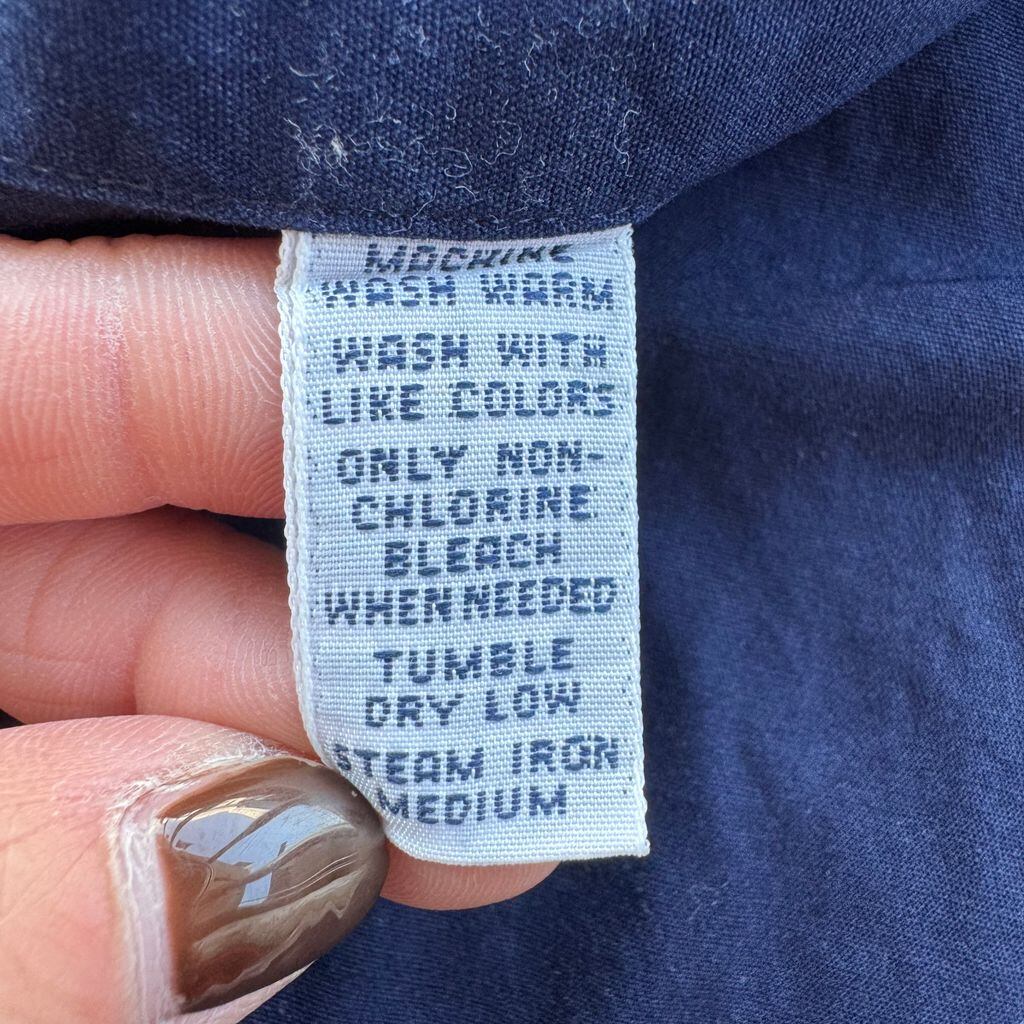 MACHINE
WASH WARM
WASH WITH
LIKE COLORS
ONLY NON-
CHLORINE
BLEACH
WHEN NEEDED
TUMBLE
DRY LOW
STEAM IRON
MEDIUM